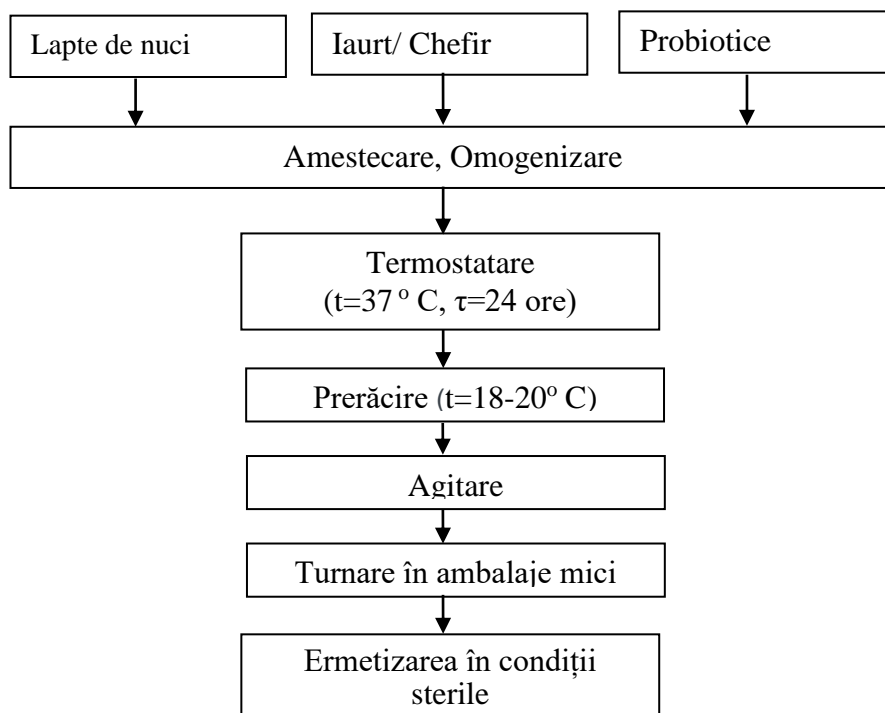 Lapte de nuci
Iaurt/ Chefir
Probiotice
Amestecare, Omogenizare
Termostatare
(t=37 º C, τ=24 ore)
Prerăcire (t=18-20º C)
Agitare
Turnare în ambalaje mici
Ermetizarea în condiții
sterile